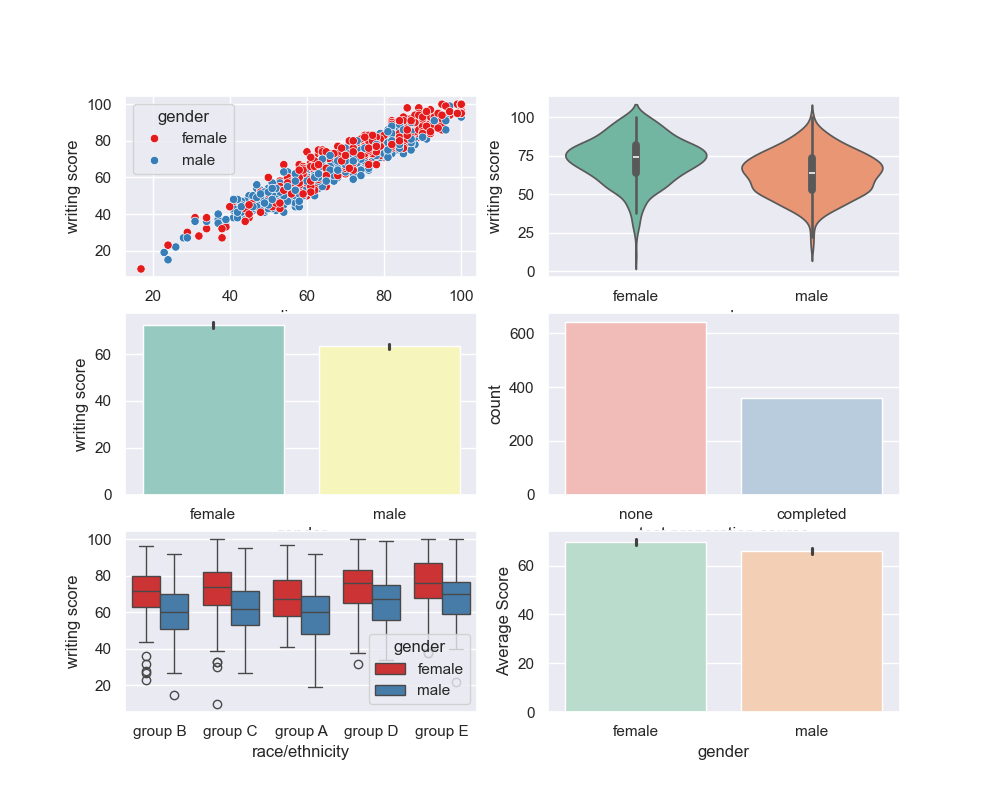 gender
female
male
100
80
60
40
20
writing score
20 40 60 80 100
100
75
50
25
0
writing score
female male
60
40
20
0
writing score
female male
600
400
200
0
count
none completed
100
80
60
40
20
writing score
gender
female
male
group B group C group A group D group E
race/ethnicity
60
40
20
0
Average Score
female male
gender